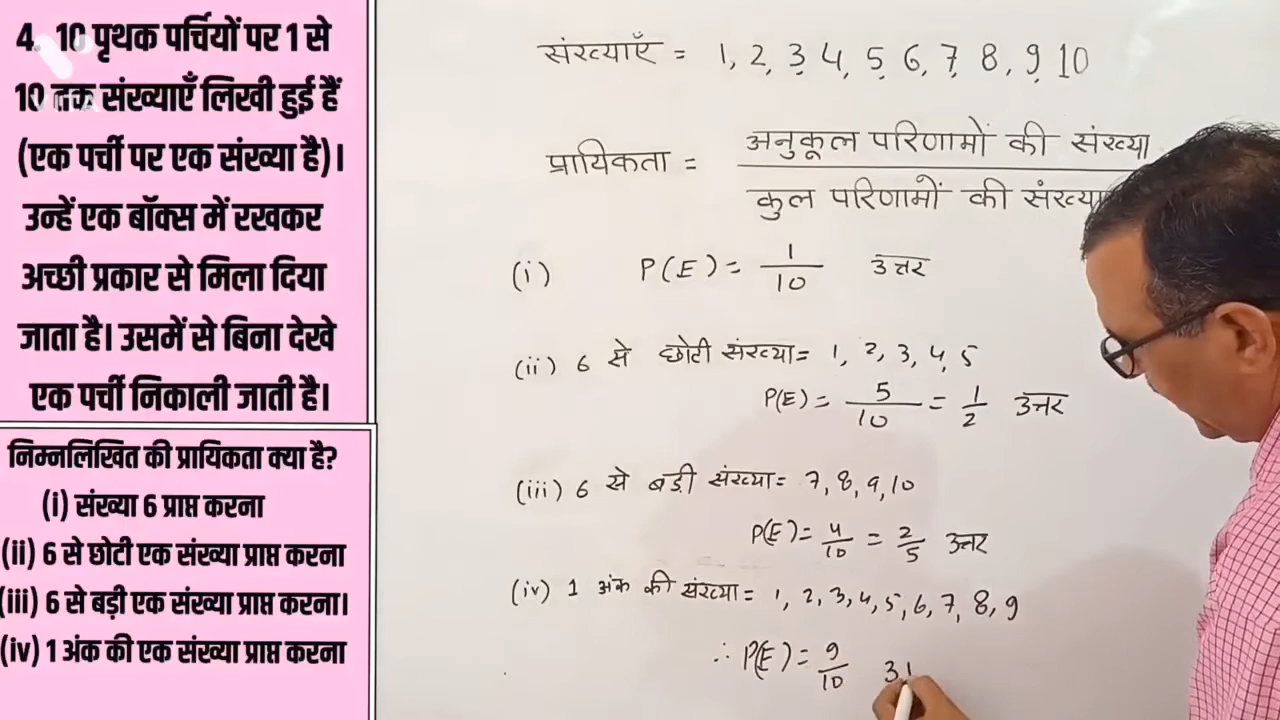 4. 10 पृथक पर्चियों पर 1 से
10 तक संख्याएँ लिखी हुई हैं
(एक पर्ची पर एक संख्या है)।
उन्हें एक बॉक्स में रखकर
अच्छी प्रकार से मिला दिया
जाता है। उसमें से बिना देखे
एक पर्ची निकाली जाती है।
निम्नलिखित की प्रायिकता क्या है?
(i) संख्या 6 प्राप्त करना
(ii) 6 से छोटी एक संख्या प्राप्त करना
(iii) 6 से बड़ी एक संख्या प्राप्त करना।
(iv) 1 अंक की एक संख्या प्राप्त करना
संख्याएँ = 1, 2, 3, 4, 5, 6, 7, 8, 9, 10
प्रायिकता = अनुकूल परिणामों की संख्या / कुल परिणामों की संख्या
(i) P(E) = 1/10 उत्तर
(ii) 6 से छोटी संख्या = 1, 2, 3, 4, 5
P(E) = 5/10 = 1/2 उत्तर
(iii) 6 से बड़ी संख्या = 7, 8, 9, 10
P(E) = 4/10 = 2/5 उत्तर
(iv) 1 अंक की संख्या = 1, 2, 3, 4, 5, 6, 7, 8, 9
∴ P(E) = 9/10